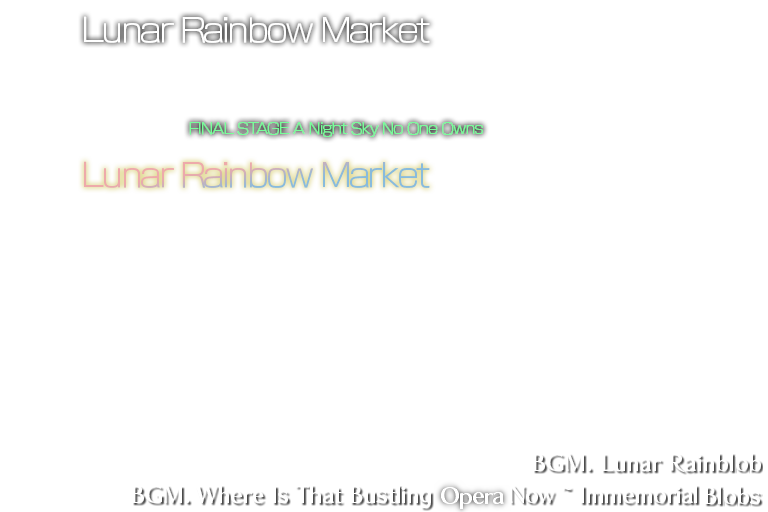 Lunar Rainbow Market
FINAL STAGE A Night Sky No One Owns
Lunar Rainbow Market
BGM. Lunar Rainblob
BGM. Where Is That Bustling Opera Now ~ Immemorial Blobs